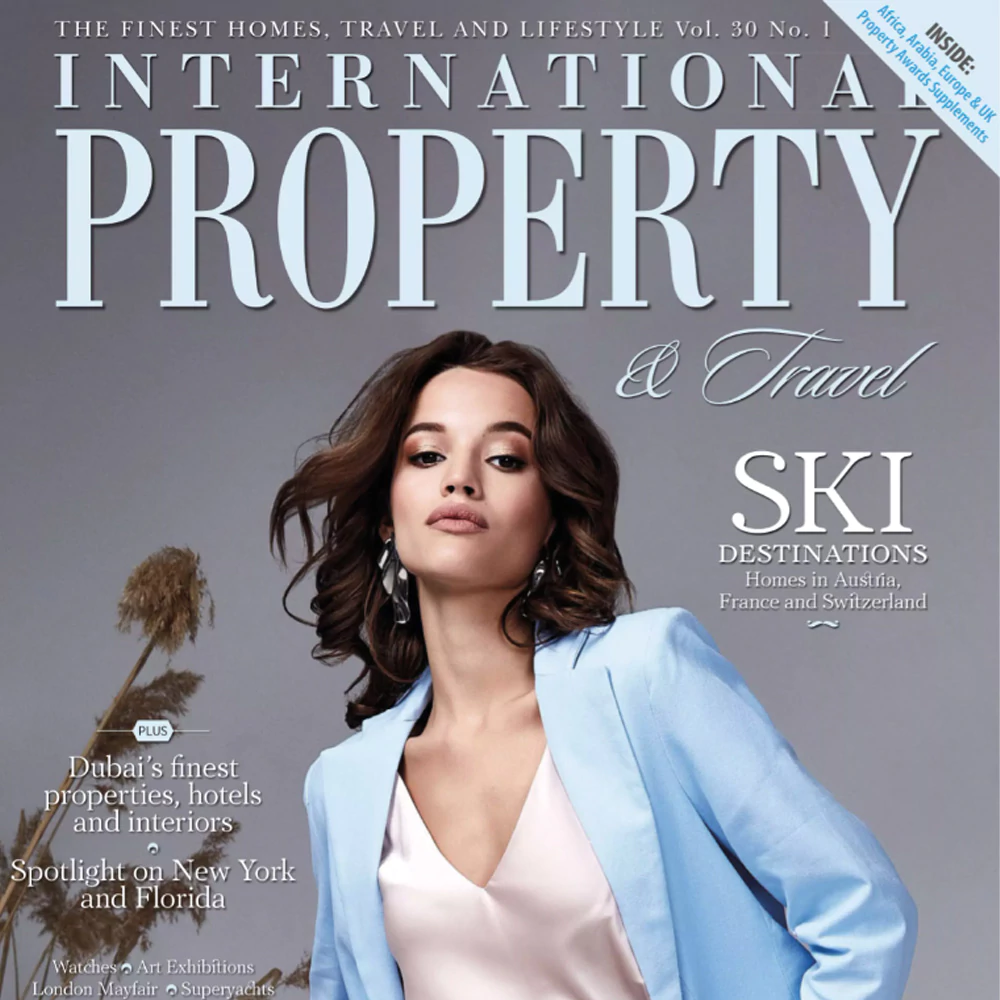 THE FINEST HOMES, TRAVEL AND LIFESTYLE Vol. 30 No. 1
INSIDE:
Africa, Arabia, Europe & UK
Property Awards Supplements
INTERNATIONAL
PROPERTY
& Travel
SKI
DESTINATIONS
Homes in Austria,
France and Switzerland
PLUS
Dubai's finest
properties, hotels
and interiors
Spotlight on New York
and Florida
Watches Art Exhibitions
London Mayfair Superyachts